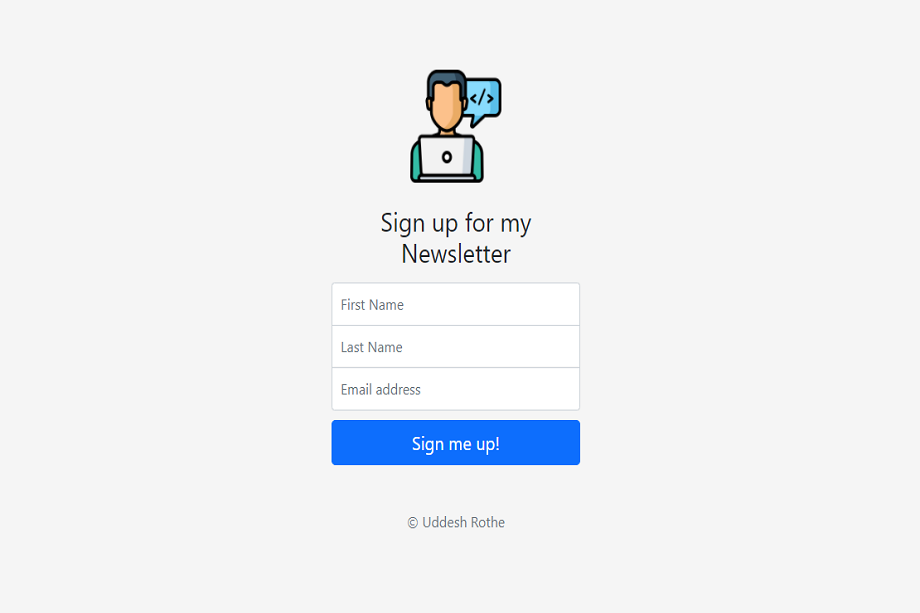 </>
Sign up for my
Newsletter
First Name
Last Name
Email address
Sign me up!
© Uddesh Rothe